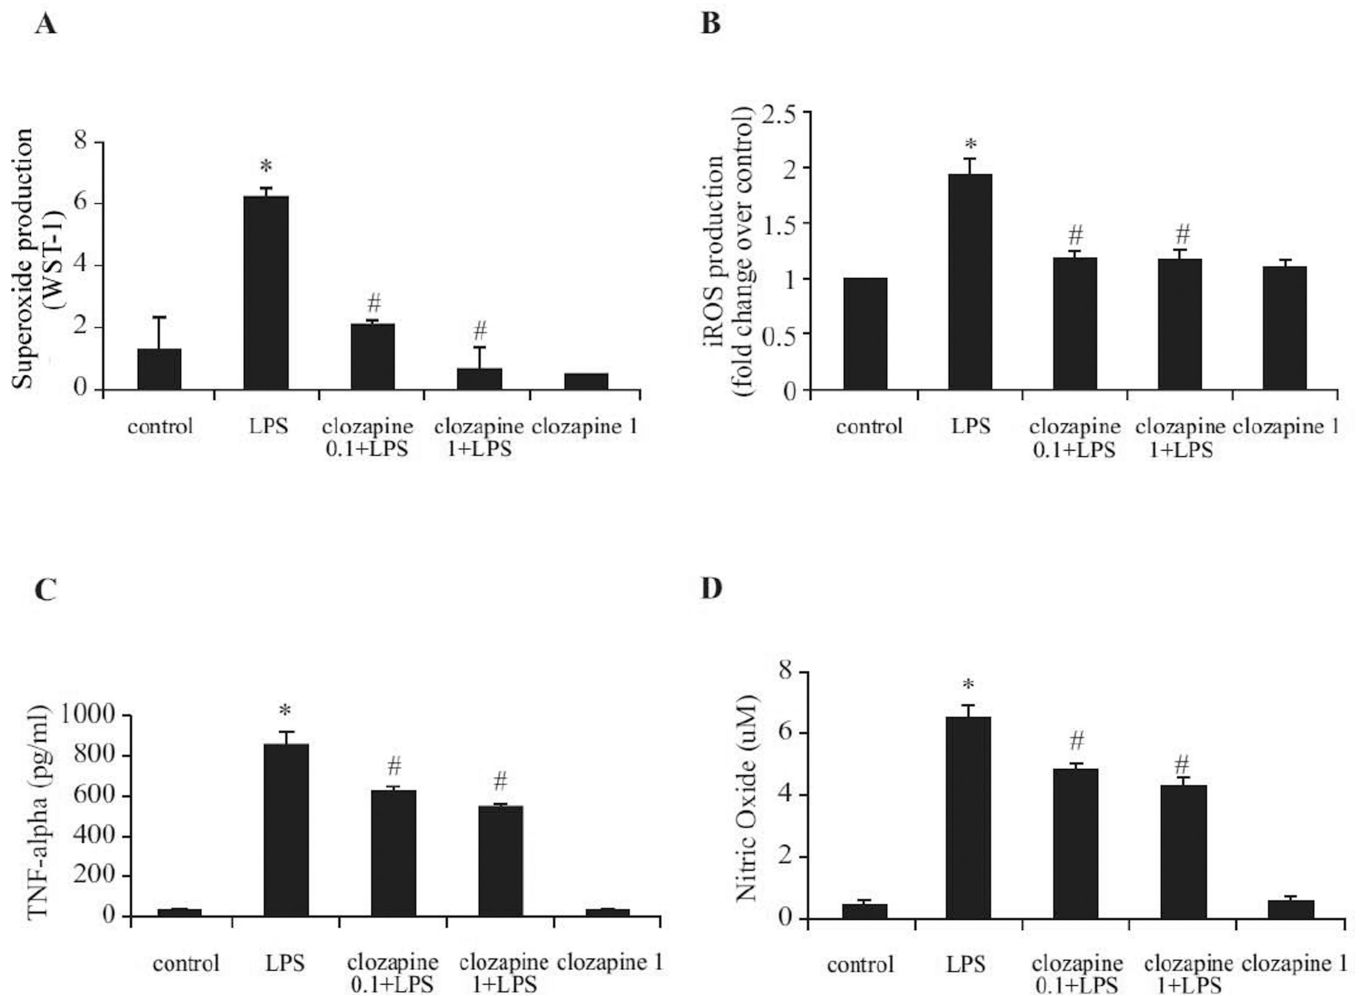 A
Superoxide production
(WST-1)
8
6
4
2
0
*
#
#
control
LPS
clozapine
0.1+LPS
clozapine
1+LPS
clozapine 1
B
iROS production
(fold change over control)
2.5
2
1.5
1
0.5
0
*
#
#
control
LPS
clozapine
0.1+LPS
clozapine
1+LPS
clozapine 1
C
TNF-alpha (pg/ml)
1000
800
600
400
200
0
*
#
#
control
LPS
clozapine
0.1+LPS
clozapine
1+LPS
clozapine 1
D
Nitric Oxide (uM)
8
6
4
2
0
*
#
#
control
LPS
clozapine
0.1+LPS
clozapine
1+LPS
clozapine 1